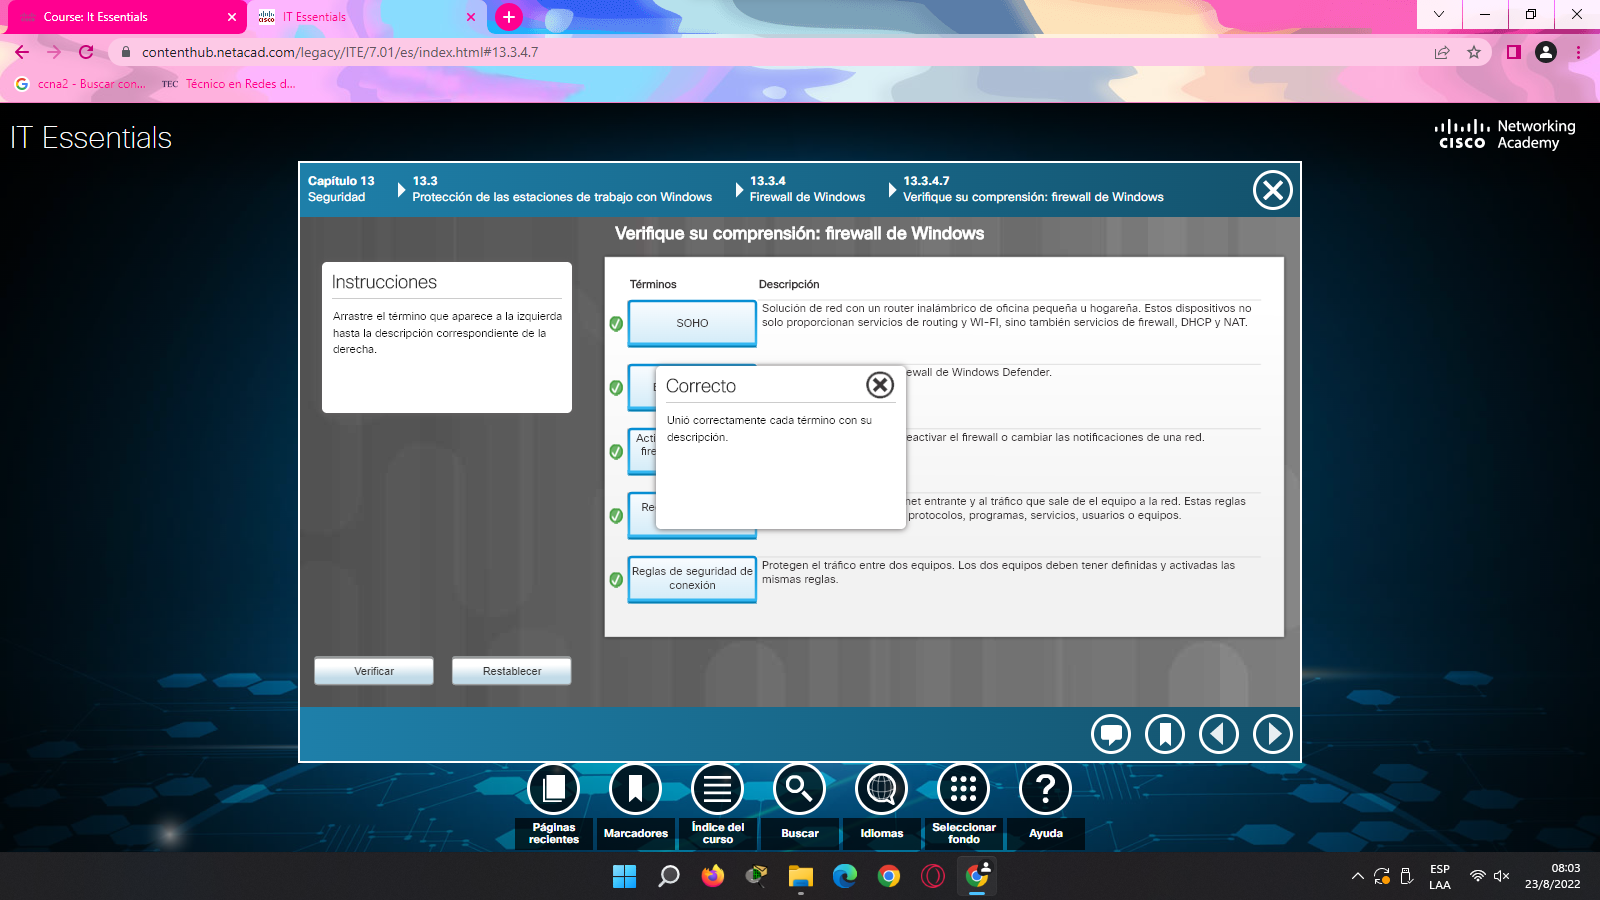 Course: It Essentials
IT Essentials
contenthub.netacad.com/legacy/ITE/7.01/es/index.html#13.3.4.7
ccna2 - Buscar con...
TEC Técnico en Redes d...
IT Essentials
Networking
CISCO Academy
Capítulo 13
Seguridad
13.3
Protección de las estaciones de trabajo con Windows
13.3.4
Firewall de Windows
13.3.4.7
Verifique su comprensión: firewall de Windows
Verifique su comprensión: firewall de Windows
Instrucciones
Arrastre el término que aparece a la izquierda
hasta la descripción correspondiente de la
derecha.
Términos Descripción
SOHO
Solución de red con un router inalámbrico de oficina pequeña u hogareña. Estos dispositivos no
solo proporcionan servicios de routing y WI-FI, sino también servicios de firewall, DHCP y NAT.
ewall de Windows Defender.
Correcto
Unió correctamente cada término con su
descripción.
Acti
fire
eactivar el firewall o cambiar las notificaciones de una red.
Re
net entrante y al tráfico que sale de el equipo a la red. Estas reglas
protocolos, programas, servicios, usuarios o equipos.
Reglas de seguridad de
conexión
Protegen el tráfico entre dos equipos. Los dos equipos deben tener definidas y activadas las
mismas reglas.
Verificar
Restablecer
Páginas
recientes
Marcadores
Índice del
curso
Buscar
Idiomas
Seleccionar
fondo
Ayuda
ESP
LAA
08:03
23/8/2022